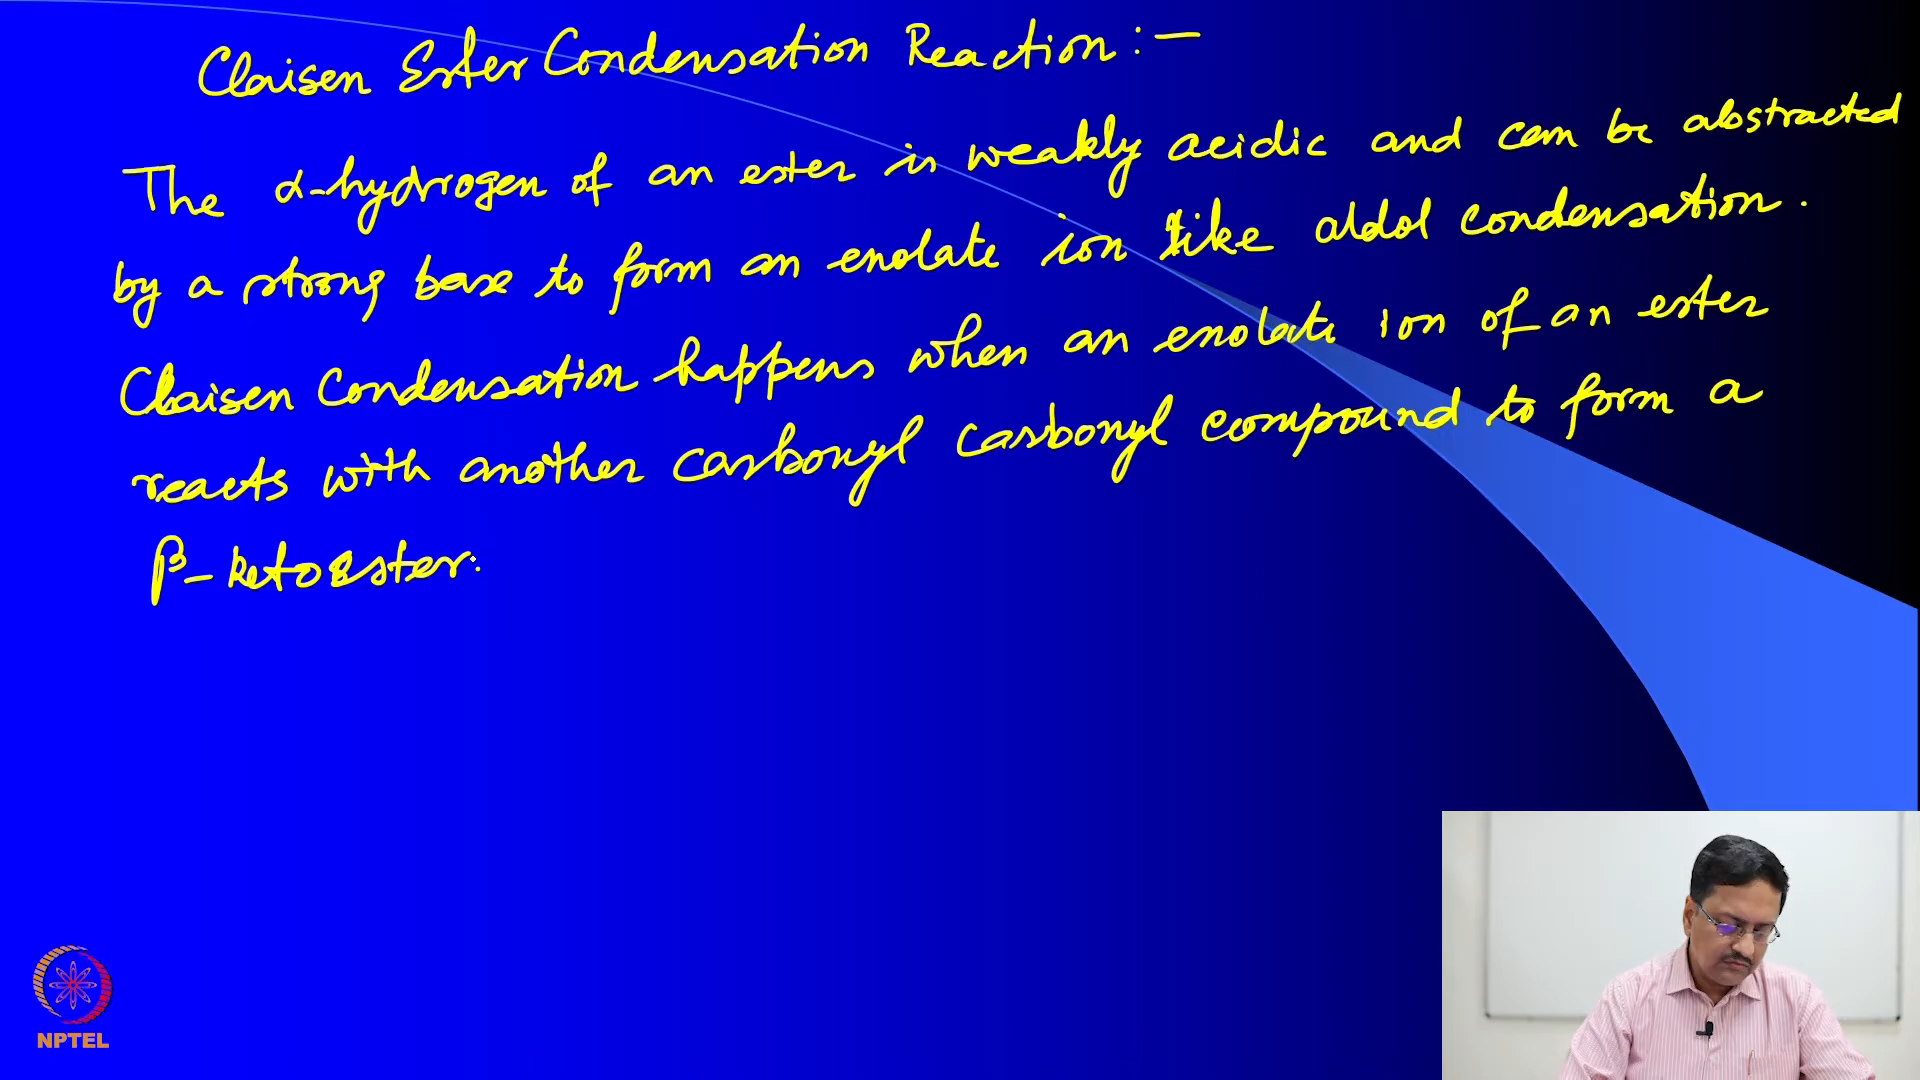 Claisen Ester Condensation Reaction :-
The α-hydrogen of an ester is weakly acidic and can be abstracted
by a strong base to form an enolate ion like aldol condensation.
Claisen Condensation happens when an enolate ion of an ester
reacts with another carbonyl carbonyl compound to form a
β-ketoester.
NPTEL